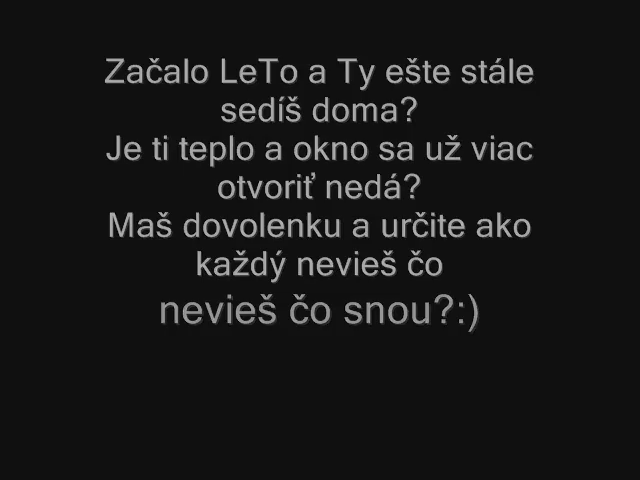 Začalo LeTo a Ty ešte stále
sedíš doma?
Je ti teplo a okno sa už viac
otvoriť nedá?
Maš dovolenku a určite ako
každý nevieš čo
nevieš čo snou?:)